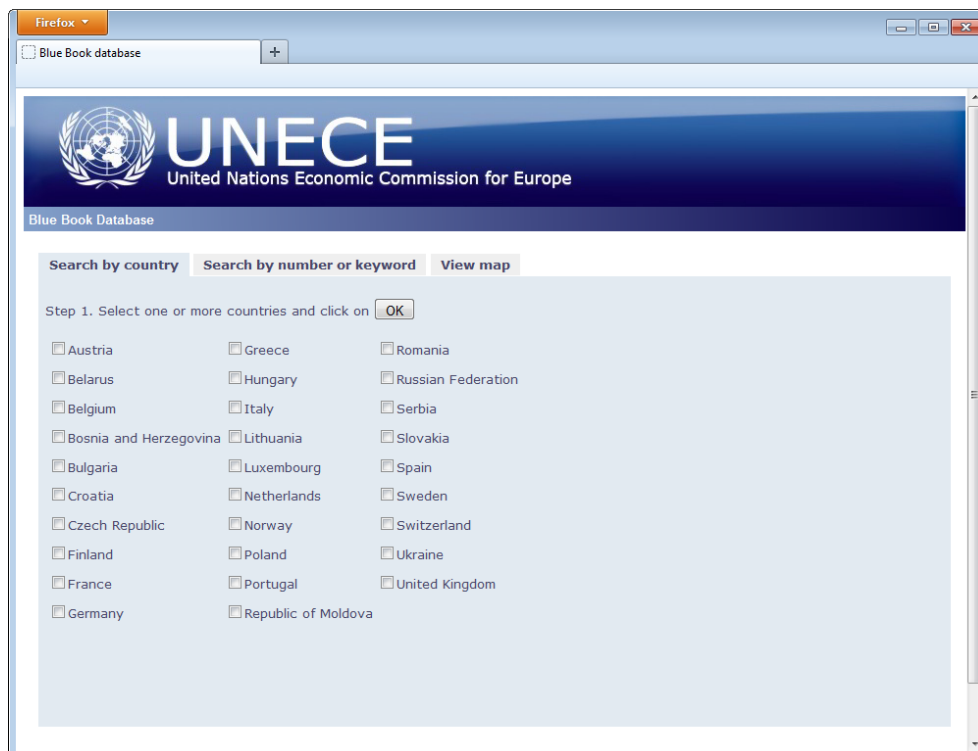 Firefox
Blue Book database
UNECE
United Nations Economic Commission for Europe
Blue Book Database
Search by country Search by number or keyword View map
Step 1. Select one or more countries and click on OK
Austria Greece Romania
Belarus Hungary Russian Federation
Belgium Italy Serbia
Bosnia and Herzegovina Lithuania Slovakia
Bulgaria Luxembourg Spain
Croatia Netherlands Sweden
Czech Republic Norway Switzerland
Finland Poland Ukraine
France Portugal United Kingdom
Germany Republic of Moldova